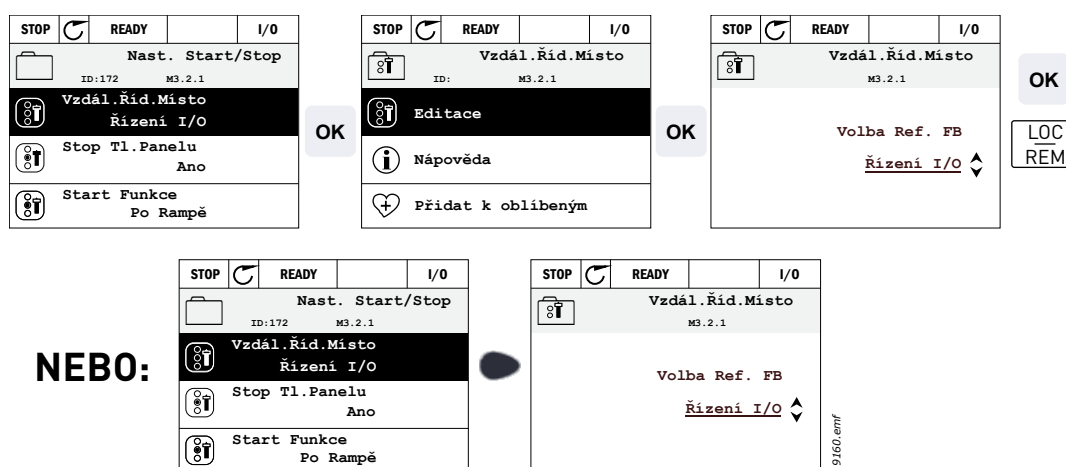 STOP READY I/O
Nast. Start/Stop
ID:172 M3.2.1
Vzdál.Říd.Místo
Řízení I/O
Stop Tl.Panelu
Ano
Start Funkce
Po Rampě
OK
STOP READY I/O
Vzdál.Říd.Místo
ID: M3.2.1
Editace
Nápověda
Přidat k oblíbeným
OK
STOP READY I/O
Vzdál.Říd.Místo
M3.2.1
Volba Ref. FB
Řízení I/O
OK
LOC
REM
NEBO:
STOP READY I/O
Nast. Start/Stop
ID:172 M3.2.1
Vzdál.Říd.Místo
Řízení I/O
Stop Tl.Panelu
Ano
Start Funkce
Po Rampě
STOP READY I/O
Vzdál.Říd.Místo
M3.2.1
Volba Ref. FB
Řízení I/O
9160.emf